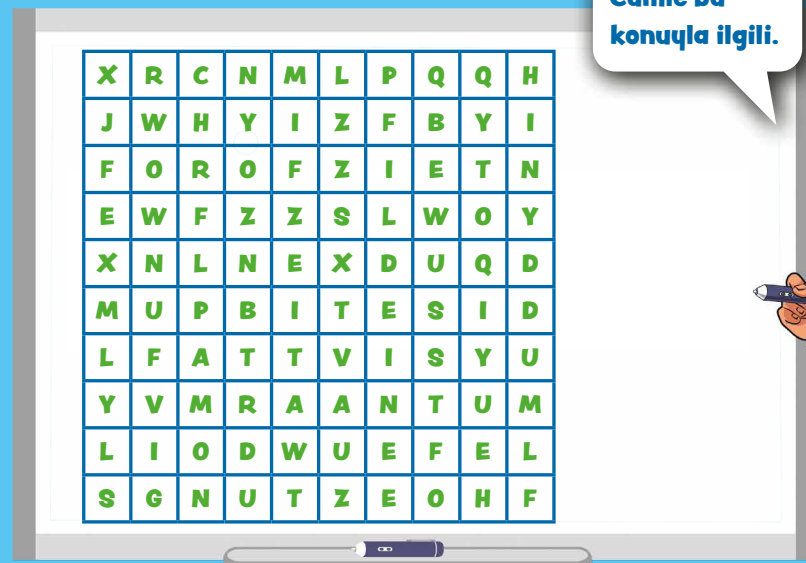 konuyla ilgili.
X R C N M L P Q Q H
J W H Y I Z F B Y I
F O R O F Z I E T N
E W F Z Z S L W O Y
X N L N E X D U Q D
M U P B I T E S I D
L F A T T V I S Y U
Y V M R A A N T U M
L I O D W U E F E L
S G N U T Z E O H F